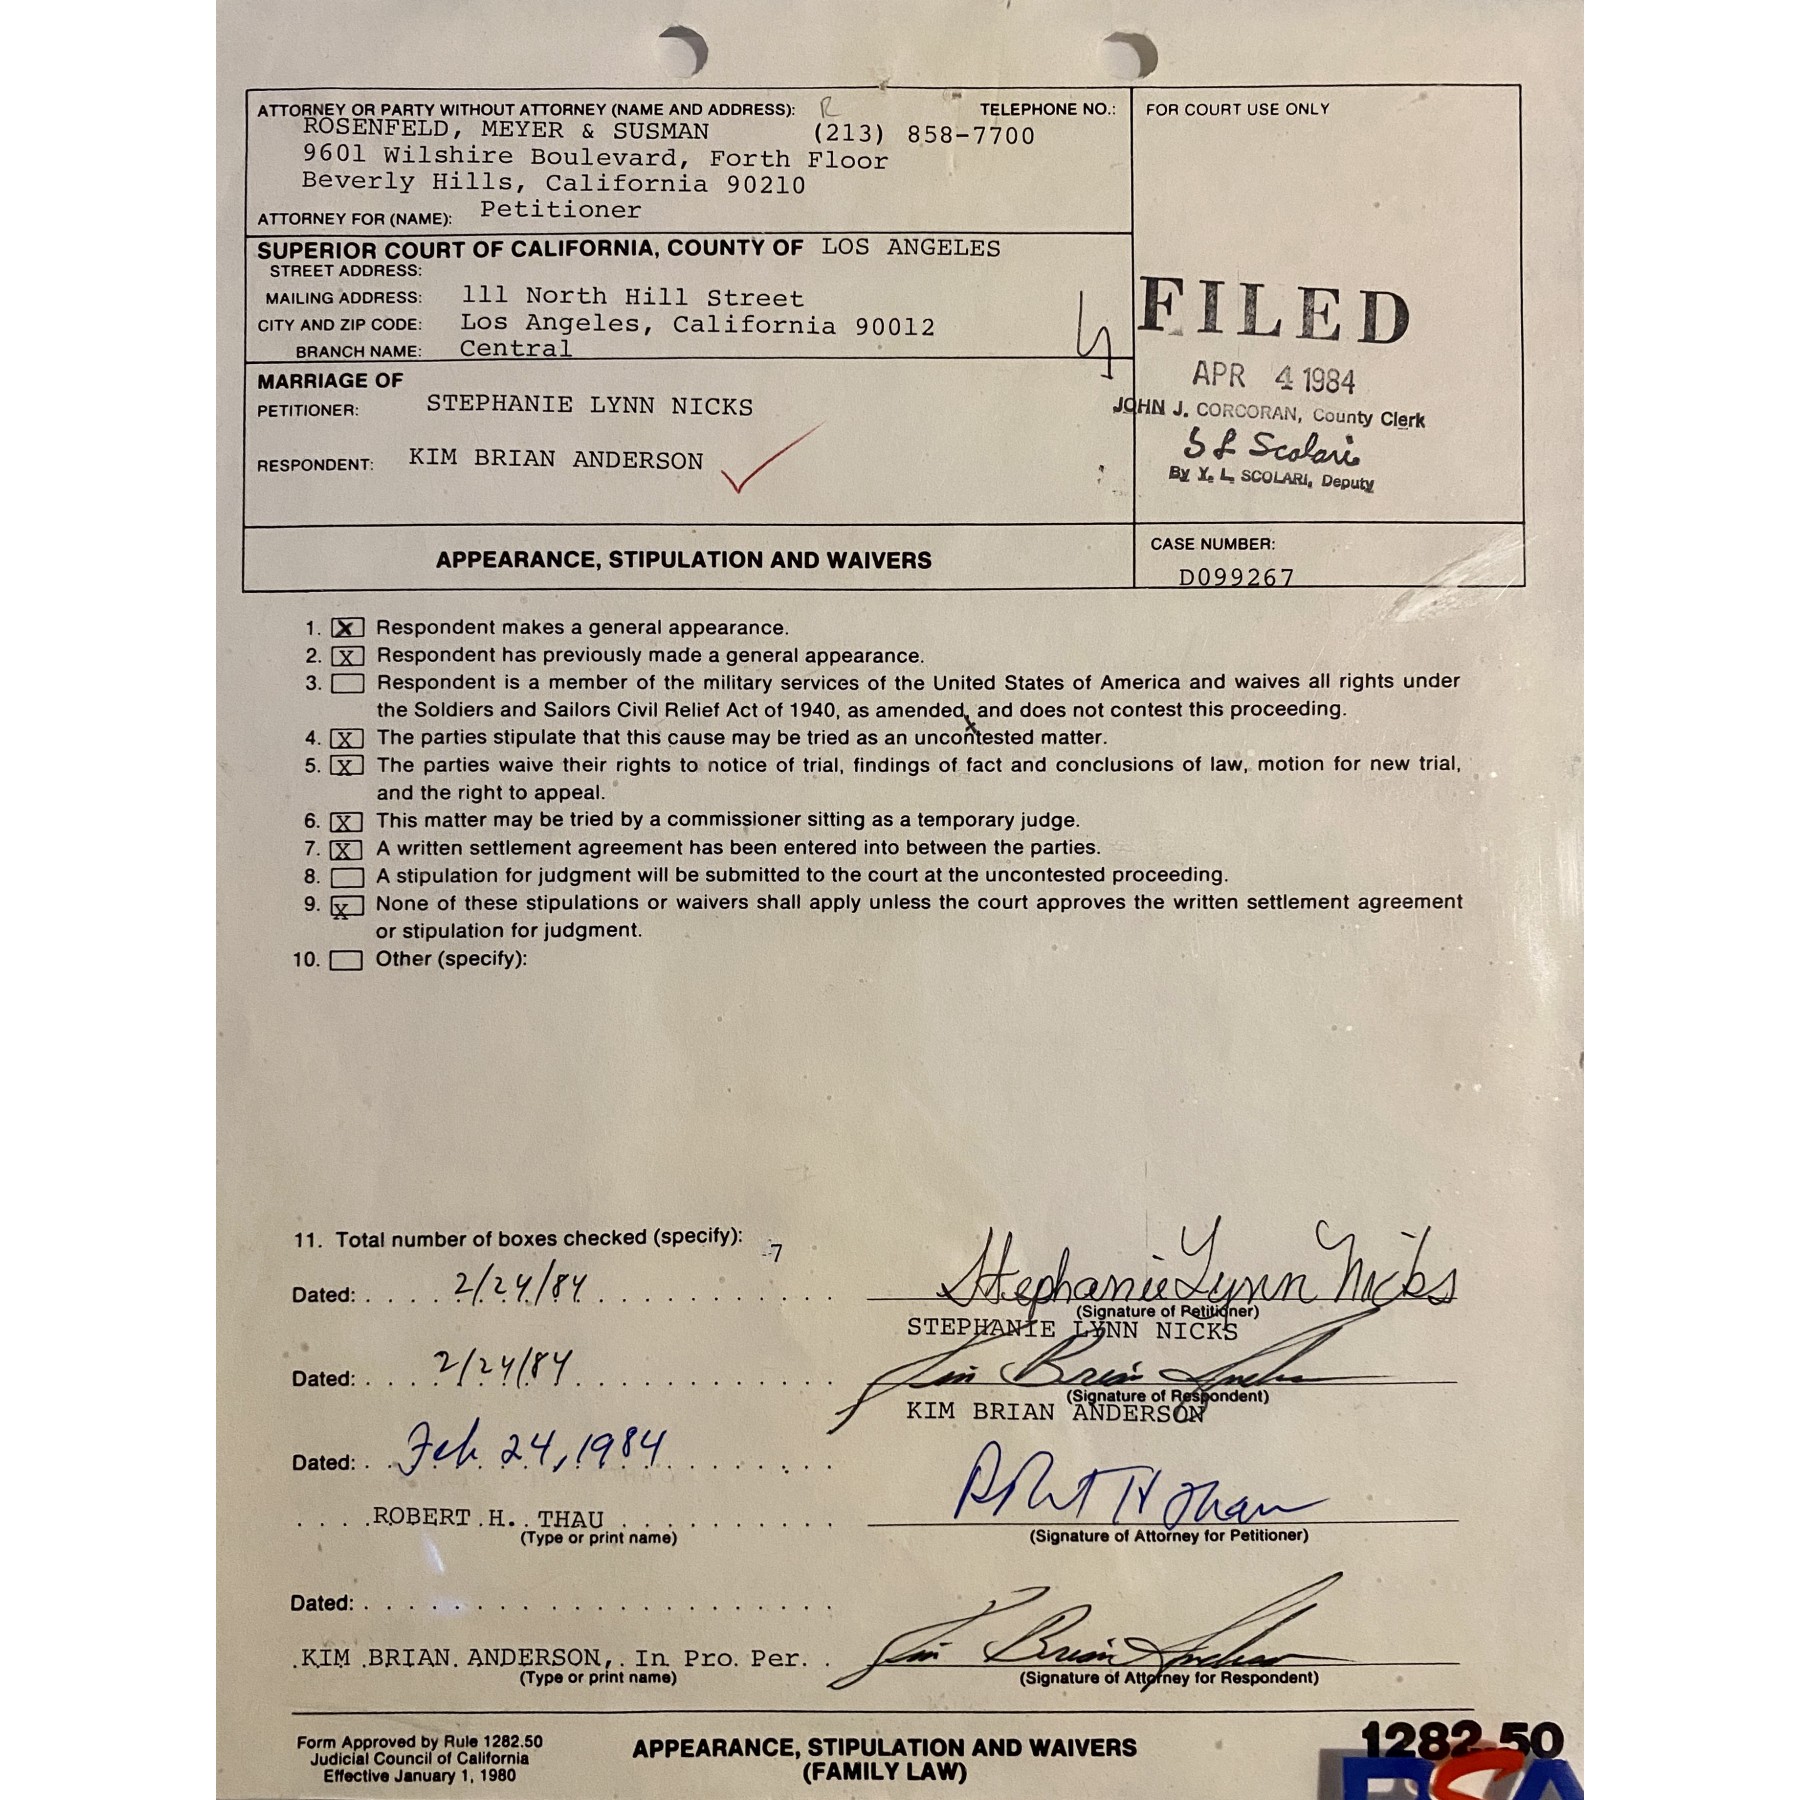 ATTORNEY OR PARTY WITHOUT ATTORNEY (NAME AND ADDRESS): R TELEPHONE NO.:
ROSENFELD, MEYER & SUSMAN (213) 858-7700
9601 Wilshire Boulevard, Forth Floor
Beverly Hills, California 90210
ATTORNEY FOR (NAME): Petitioner
FOR COURT USE ONLY
SUPERIOR COURT OF CALIFORNIA, COUNTY OF LOS ANGELES
STREET ADDRESS:
MAILING ADDRESS: 111 North Hill Street
CITY AND ZIP CODE: Los Angeles, California 90012
BRANCH NAME: Central
FILED
APR 4 1984
JOHN J. CORCORAN, County Clerk
S L Scolari
By Y. L. SCOLARI, Deputy
MARRIAGE OF
PETITIONER: STEPHANIE LYNN NICKS
RESPONDENT: KIM BRIAN ANDERSON
APPEARANCE, STIPULATION AND WAIVERS
CASE NUMBER:
D099267
1. X Respondent makes a general appearance.
2. X Respondent has previously made a general appearance.
3. Respondent is a member of the military services of the United States of America and waives all rights under
the Soldiers and Sailors Civil Relief Act of 1940, as amended, and does not contest this proceeding.
4. X The parties stipulate that this cause may be tried as an uncontested matter.
5. X The parties waive their rights to notice of trial, findings of fact and conclusions of law, motion for new trial,
and the right to appeal.
6. X This matter may be tried by a commissioner sitting as a temporary judge.
7. X A written settlement agreement has been entered into between the parties.
8. A stipulation for judgment will be submitted to the court at the uncontested proceeding.
9. X None of these stipulations or waivers shall apply unless the court approves the written settlement agreement
or stipulation for judgment.
10. Other (specify):
11. Total number of boxes checked (specify): 7
Dated: 2/24/84 Stephanie Lynn Nicks
(Signature of Petitioner)
STEPHANIE LYNN NICKS
Dated: 2/24/84 Kim Brian Anderson
(Signature of Respondent)
KIM BRIAN ANDERSON
Dated: Feb 24, 1984
ROBERT H. THAU Robert H Thau
(Type or print name) (Signature of Attorney for Petitioner)
Dated:
KIM BRIAN ANDERSON, In Pro. Per. Kim Brian Anderson
(Type or print name) (Signature of Attorney for Respondent)
Form Approved by Rule 1282.50
Judicial Council of California
Effective January 1, 1980
APPEARANCE, STIPULATION AND WAIVERS
(FAMILY LAW)
1282.50